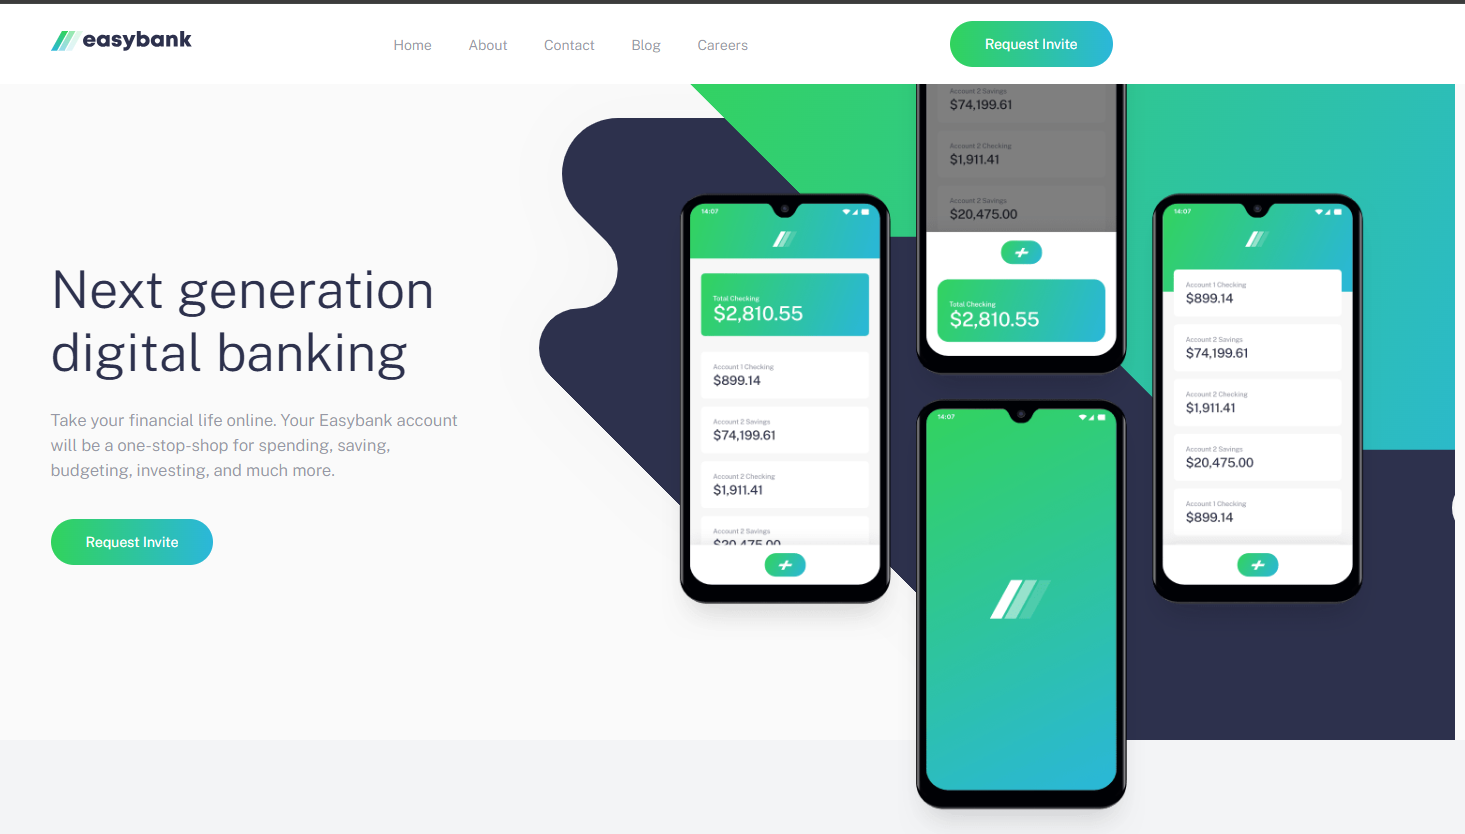 easybank
Home
About
Contact
Blog
Careers
Request Invite
Next generation
digital banking
Take your financial life online. Your Easybank account
will be a one-stop-shop for spending, saving,
budgeting, investing, and much more.
Request Invite
14:07
Total Checking
$2,810.55
Account 1 Checking
$899.14
Account 2 Savings
$74,199.61
Account 2 Checking
$1,911.41
Account 2 Savings
$20,475.00
Account 2 Savings
$74,199.61
Account 2 Checking
$1,911.41
Account 2 Savings
$20,475.00
Total Checking
$2,810.55
14:07
14:07
Account 1 Checking
$899.14
Account 2 Savings
$74,199.61
Account 2 Checking
$1,911.41
Account 2 Savings
$20,475.00
Account 1 Checking
$899.14